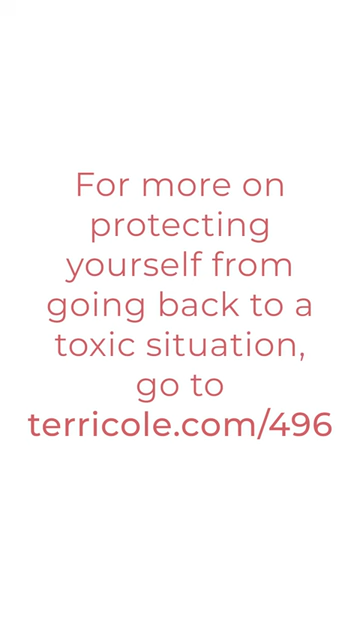 For more on
protecting
yourself from
going back to a
toxic situation,
go to
terricole.com/496